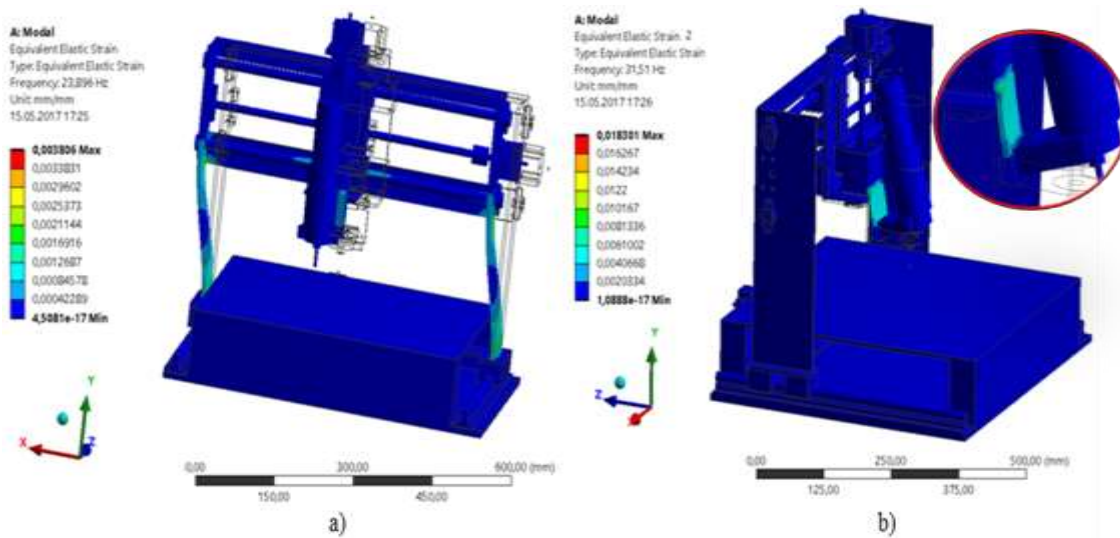 A: Modal
Equivalent Elastic Strain
Type: Equivalent Elastic Strain
Frequency: 23,896 Hz
Unit: mm/mm
15.05.2017 17:25
0,003806 Max
0,0033831
0,0029602
0,0025373
0,0021144
0,0016916
0,0012687
0,00084578
0,00042289
4,5081e-17 Min
Y
X
Z
0,00
300,00
600,00 (mm)
150,00
450,00
a)
A: Modal
Equivalent Elastic Strain 2
Type: Equivalent Elastic Strain
Frequency: 31,51 Hz
Unit: mm/mm
15.05.2017 17:26
0,018301 Max
0,016267
0,014234
0,0122
0,010167
0,0081336
0,0061002
0,0040668
0,0020334
1,0888e-17 Min
Y
Z
0,00
250,00
500,00 (mm)
125,00
375,00
b)